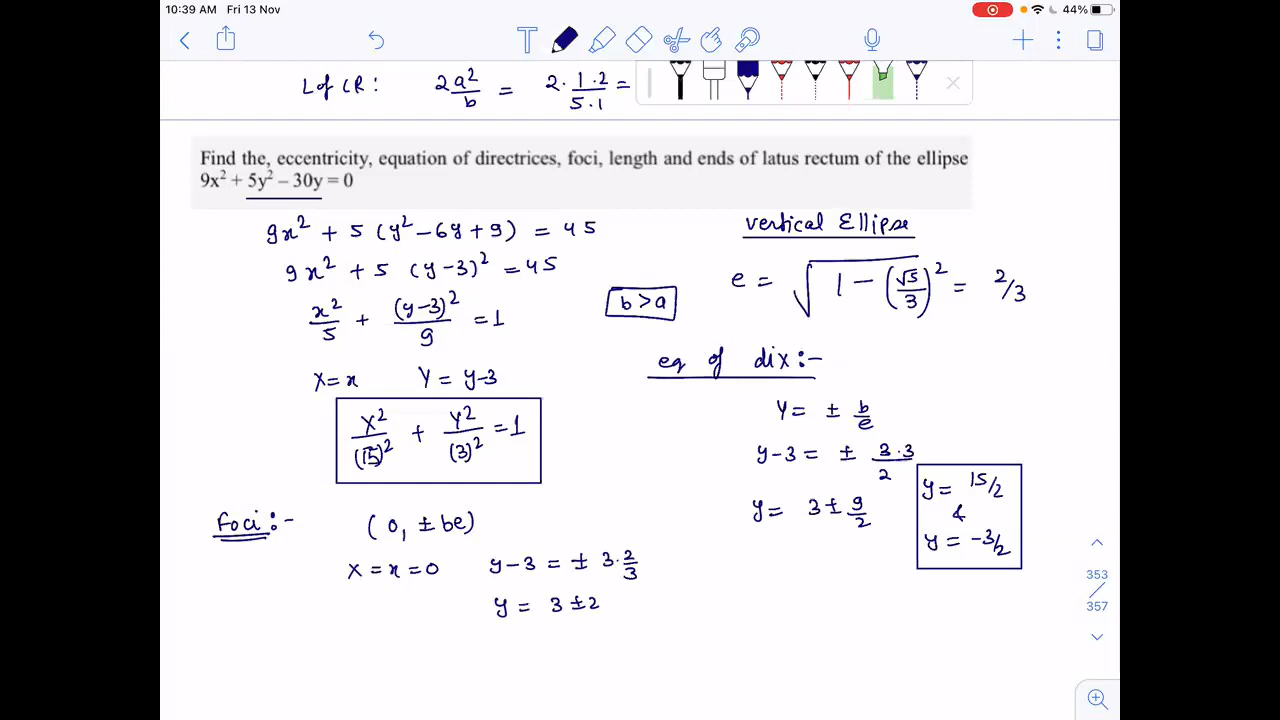 10:39 AM Fri 13 Nov
44%
L of LR : 2a²/b = 2·1·2/5·1 =
Find the, eccentricity, equation of directrices, foci, length and ends of latus rectum of the ellipse
9x² + 5y² – 30y = 0
9x² + 5 (y² – 6y + 9) = 45
9x² + 5 (y–3)² = 45
x²/5 + (y–3)²/9 = 1
X = x Y = y–3
X²/(√5)² + Y²/(3)² = 1
Foci :- (0, ± be)
X = x = 0 y–3 = ± 3·2/3
y = 3 ± 2
vertical Ellipse
b > a
e = √(1 – (√5/3)²) = 2/3
eq of dix :-
Y = ± b/e
y–3 = ± 3·3/2
y = 3 ± 9/2
y = 15/2
&
y = –3/2
353
/
357